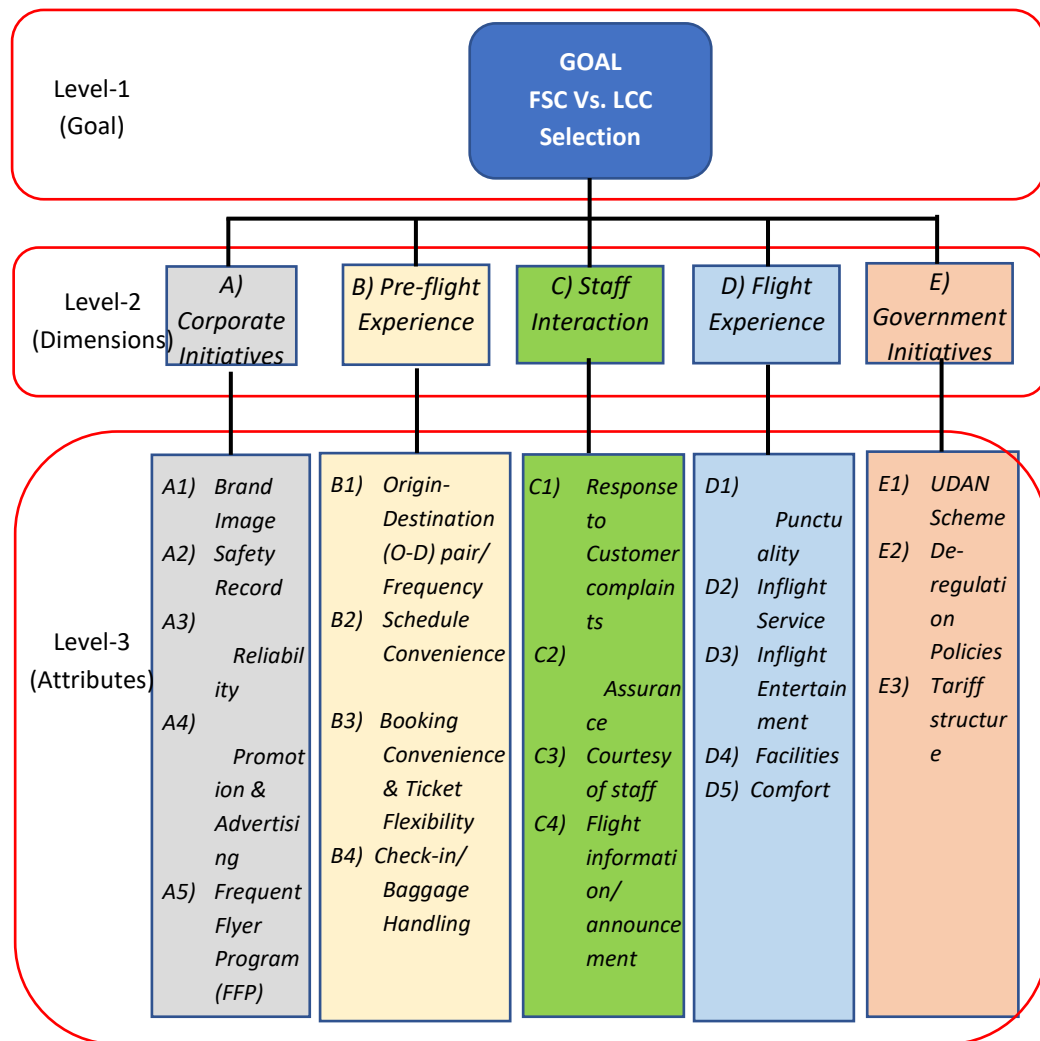 Level-1
(Goal)
GOAL
FSC Vs. LCC
Selection
Level-2
(Dimensions)
A)
Corporate
Initiatives
B) Pre-flight
Experience
C) Staff
Interaction
D) Flight
Experience
E)
Government
Initiatives
Level-3
(Attributes)
A1) Brand
Image
A2) Safety
Record
A3)
Reliabil
ity
A4)
Promot
ion &
Advertisi
ng
A5) Frequent
Flyer
Program
(FFP)
B1) Origin-
Destination
(O-D) pair/
Frequency
B2) Schedule
Convenience
B3) Booking
Convenience
& Ticket
Flexibility
B4) Check-in/
Baggage
Handling
C1) Response
to
Customer
complain
ts
C2)
Assuran
ce
C3) Courtesy
of staff
C4) Flight
informati
on/
announce
ment
D1)
Punctu
ality
D2) Inflight
Service
D3) Inflight
Entertain
ment
D4) Facilities
D5) Comfort
E1) UDAN
Scheme
E2) De-
regulati
on
Policies
E3) Tariff
structur
e